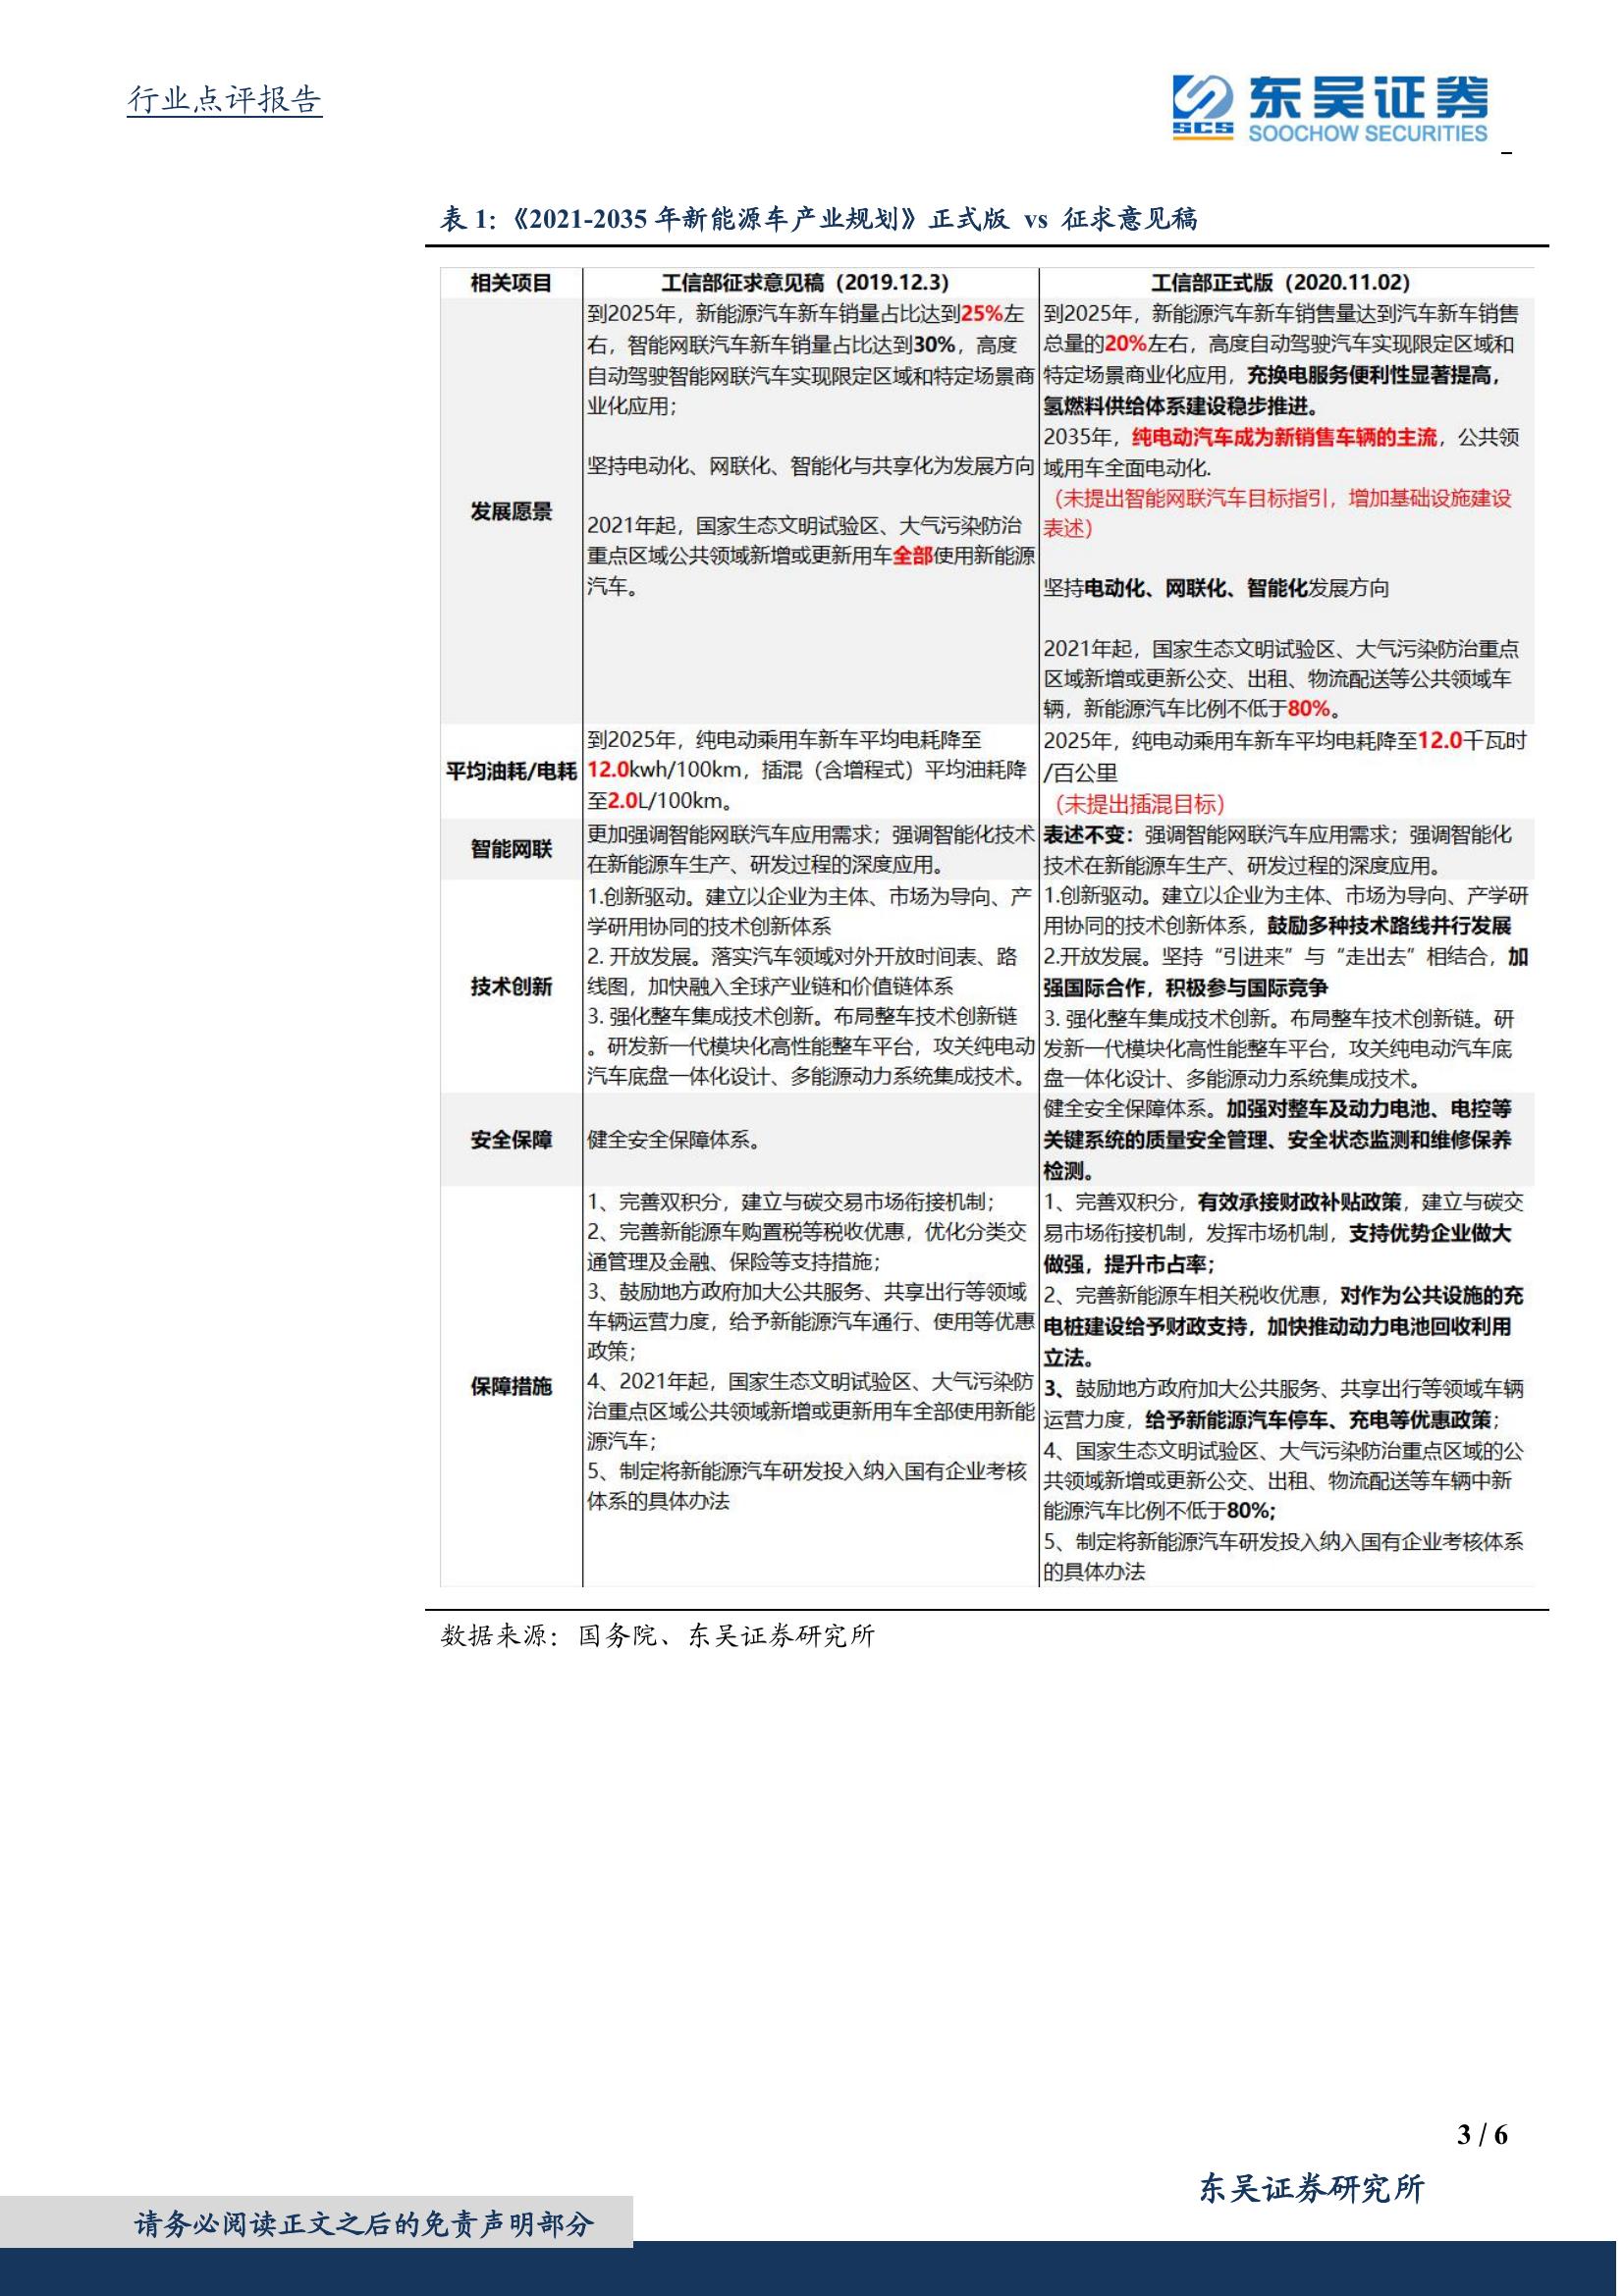 行业点评报告
东吴证券
SCS
SOOCHOW SECURITIES
表 1:《2021-2035 年新能源车产业规划》正式版 vs 征求意见稿
相关项目
工信部征求意见稿（2019.12.3）
工信部正式版（2020.11.02）
发展愿景
到2025年，新能源汽车新车销量占比达到25%左
右，智能网联汽车新车销量占比达到30%，高度
自动驾驶智能网联汽车实现限定区域和特定场景商
业化应用；
坚持电动化、网联化、智能化与共享化为发展方向
2021年起，国家生态文明试验区、大气污染防治
重点区域公共领域新增或更新用车全部使用新能源
汽车。
到2025年，新能源汽车新车销售量达到汽车新车销售
总量的20%左右，高度自动驾驶汽车实现限定区域和
特定场景商业化应用，充换电服务便利性显著提高，
氢燃料供给体系建设稳步推进。
2035年，纯电动汽车成为新销售车辆的主流，公共领
域用车全面电动化.
（未提出智能网联汽车目标指引，增加基础设施建设
表述）
坚持电动化、网联化、智能化发展方向
2021年起，国家生态文明试验区、大气污染防治重点
区域新增或更新公交、出租、物流配送等公共领域车
辆，新能源汽车比例不低于80%。
平均油耗/电耗
到2025年，纯电动乘用车新车平均电耗降至
12.0kwh/100km，插混（含增程式）平均油耗降
至2.0L/100km。
2025年，纯电动乘用车新车平均电耗降至12.0千瓦时
/百公里
（未提出插混目标）
智能网联
更加强调智能网联汽车应用需求；强调智能化技术
在新能源车生产、研发过程的深度应用。
表述不变：强调智能网联汽车应用需求；强调智能化
技术在新能源车生产、研发过程的深度应用。
技术创新
1.创新驱动。建立以企业为主体、市场为导向、产
学研用协同的技术创新体系
2. 开放发展。落实汽车领域对外开放时间表、路
线图，加快融入全球产业链和价值链体系
3. 强化整车集成技术创新。布局整车技术创新链
。研发新一代模块化高性能整车平台，攻关纯电动
汽车底盘一体化设计、多能源动力系统集成技术。
1.创新驱动。建立以企业为主体、市场为导向、产学研
用协同的技术创新体系，鼓励多种技术路线并行发展
2.开放发展。坚持“引进来”与“走出去”相结合，加
强国际合作，积极参与国际竞争
3. 强化整车集成技术创新。布局整车技术创新链。研
发新一代模块化高性能整车平台，攻关纯电动汽车底
盘一体化设计、多能源动力系统集成技术。
安全保障
健全安全保障体系。
健全安全保障体系。加强对整车及动力电池、电控等
关键系统的质量安全管理、安全状态监测和维修保养
检测。
保障措施
1、完善双积分，建立与碳交易市场衔接机制；
2、完善新能源车购置税等税收优惠，优化分类交
通管理及金融、保险等支持措施；
3、鼓励地方政府加大公共服务、共享出行等领域
车辆运营力度，给予新能源汽车通行、使用等优惠
政策；
4、2021年起，国家生态文明试验区、大气污染防
治重点区域公共领域新增或更新用车全部使用新能
源汽车；
5、制定将新能源汽车研发投入纳入国有企业考核
体系的具体办法
1、完善双积分，有效承接财政补贴政策，建立与碳交
易市场衔接机制，发挥市场机制，支持优势企业做大
做强，提升市占率；
2、完善新能源车相关税收优惠，对作为公共设施的充
电桩建设给予财政支持，加快推动动力电池回收利用
立法。
3、鼓励地方政府加大公共服务、共享出行等领域车辆
运营力度，给予新能源汽车停车、充电等优惠政策；
4、国家生态文明试验区、大气污染防治重点区域的公
共领域新增或更新公交、出租、物流配送等车辆中新
能源汽车比例不低于80%;
5、制定将新能源汽车研发投入纳入国有企业考核体系
的具体办法
数据来源：国务院、东吴证券研究所
3 / 6
东吴证券研究所
请务必阅读正文之后的免责声明部分